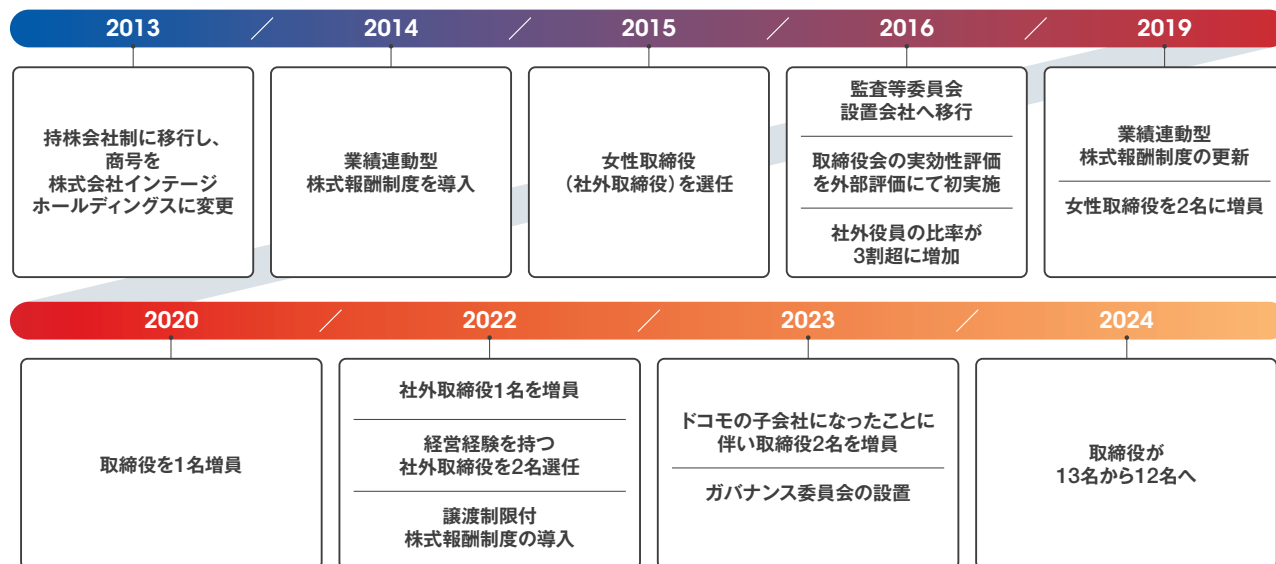 2013 / 2014 / 2015 / 2016 / 2019
持株会社制に移行し、
商号を
株式会社インテージ
ホールディングスに変更
業績連動型
株式報酬制度を導入
女性取締役
（社外取締役）を選任
監査等委員会
設置会社へ移行
取締役会の実効性評価
を外部評価にて初実施
社外役員の比率が
3割超に増加
業績連動型
株式報酬制度の更新
女性取締役を2名に増員
2020 / 2022 / 2023 / 2024
取締役を1名増員
社外取締役1名を増員
経営経験を持つ
社外取締役を2名選任
譲渡制限付
株式報酬制度の導入
ドコモの子会社になったことに
伴い取締役2名を増員
ガバナンス委員会の設置
取締役が
13名から12名へ